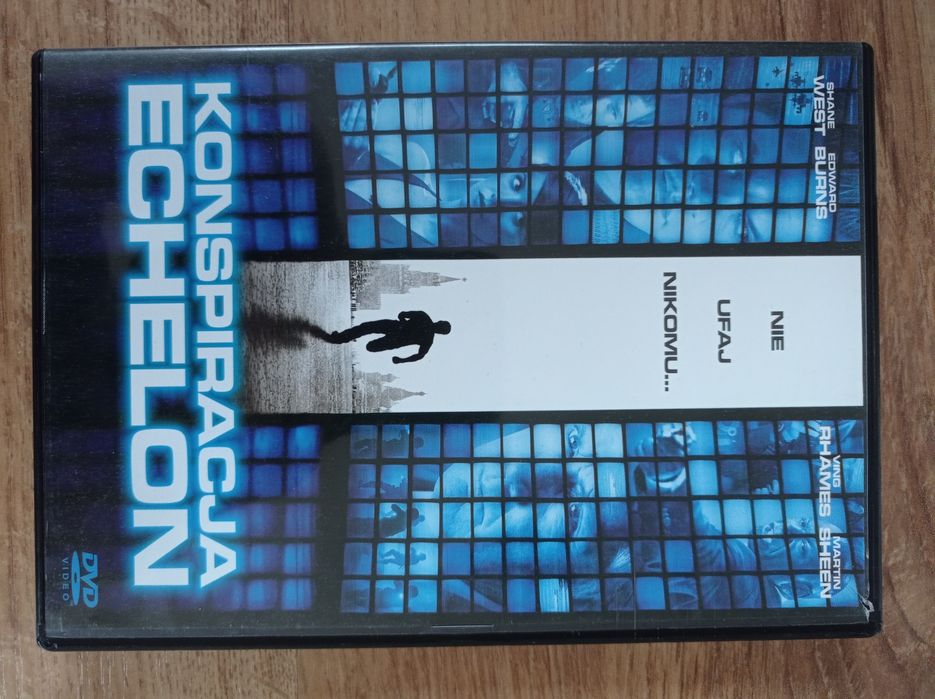 SHANE WEST
EDWARD BURNS
VING RHAMES
MARTIN SHEEN
NIE
UFAJ
NIKOMU...
KONSPIRACJA
ECHELON
DVD
VIDEO